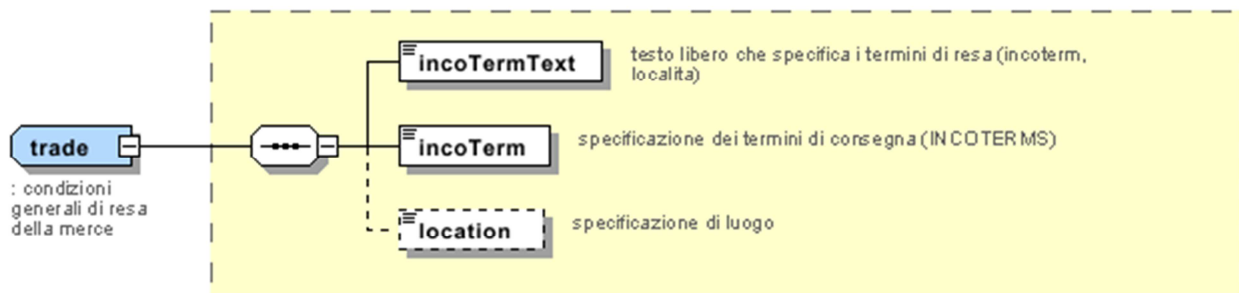 incoTermText
testo libero che specifica i termini di resa (incoterm,
localita)
trade
incoTerm
specificazione dei termini di consegna (INCOTERMS)
: condizioni
generali di resa
della merce
location
specificazione di luogo